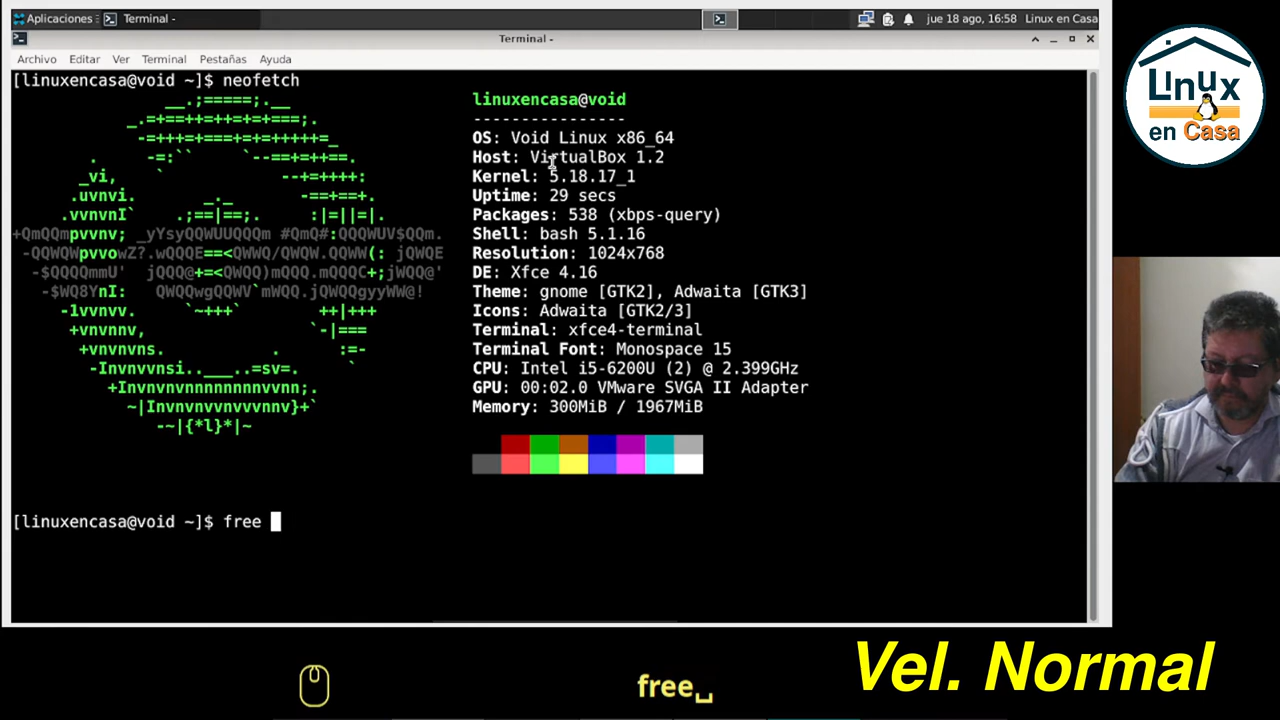 Aplicaciones
Terminal -
jue 18 ago, 16:58
Linux en Casa
Terminal -
Archivo Editar Ver Terminal Pestañas Ayuda
[linuxencasa@void ~]$ neofetch
linuxencasa@void
----------------
OS: Void Linux x86_64
Host: VirtualBox 1.2
Kernel: 5.18.17_1
Uptime: 29 secs
Packages: 538 (xbps-query)
Shell: bash 5.1.16
Resolution: 1024x768
DE: Xfce 4.16
Theme: gnome [GTK2], Adwaita [GTK3]
Icons: Adwaita [GTK2/3]
Terminal: xfce4-terminal
Terminal Font: Monospace 15
CPU: Intel i5-6200U (2) @ 2.399GHz
GPU: 00:02.0 VMware SVGA II Adapter
Memory: 300MiB / 1967MiB
[linuxencasa@void ~]$ free
LinUx
en Casa
free␣
Vel. Normal